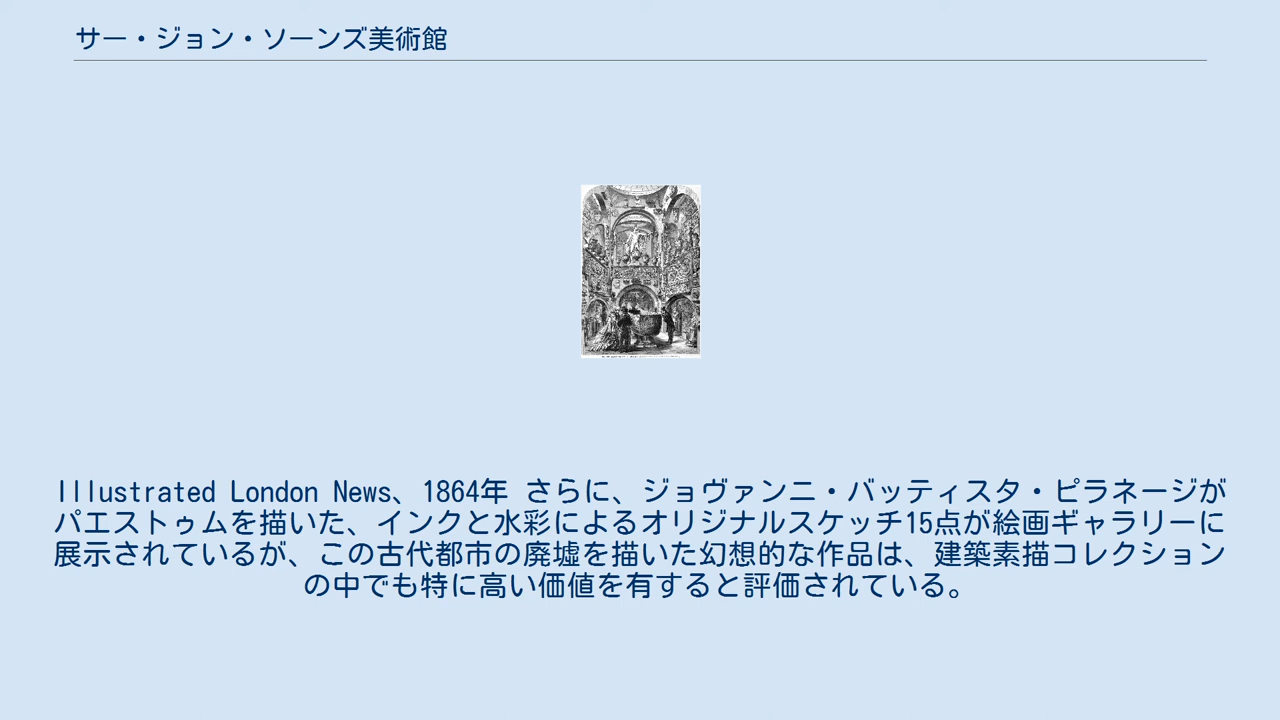 サー・ジョン・ソーンズ美術館
Illustrated London News、1864年 さらに、ジョヴァンニ・バッティスタ・ピラネージが
パエストゥムを描いた、インクと水彩によるオリジナルスケッチ15点が絵画ギャラリーに
展示されているが、この古代都市の廃墟を描いた幻想的な作品は、建築素描コレクション
の中でも特に高い価値を有すると評価されている。